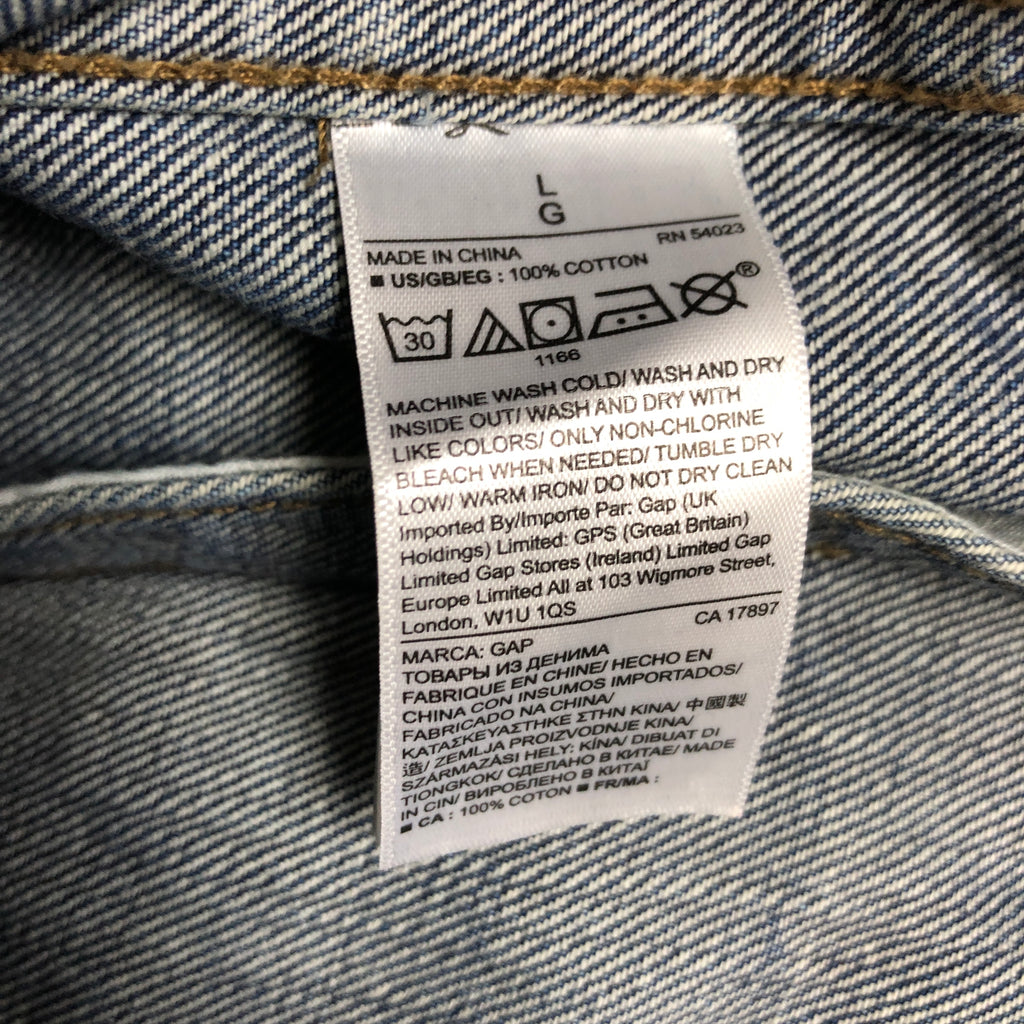 L
G
RN 54023
MADE IN CHINA
■ US/GB/EG : 100% COTTON
®
30
1166
MACHINE WASH COLD/ WASH AND DRY
INSIDE OUT/ WASH AND DRY WITH
LIKE COLORS/ ONLY NON-CHLORINE
BLEACH WHEN NEEDED/ TUMBLE DRY
LOW/ WARM IRON/ DO NOT DRY CLEAN
Imported By/Importe Par: Gap (UK
Holdings) Limited: GPS (Great Britain)
Limited Gap Stores (Ireland) Limited Gap
Europe Limited All at 103 Wigmore Street,
London, W1U 1QS
CA 17897
MARCA: GAP
ТОВАРЫ ИЗ ДЕНИМА
FABRIQUE EN CHINE/ HECHO EN
CHINA CON INSUMOS IMPORTADOS/
FABRICADO NA CHINA/
ΚΑΤΑΣΚΕΥΑΣΤΗΚΕ ΣΤΗΝ ΚΙΝΑ/ 中國製
造/ ZEMLJA PROIZVODNJE KINA/
SZÁRMAZÁSI HELY: KÍNA/ DIBUAT DI
TIONGKOK/ СДЕЛАНО В КИТАЕ/ MADE
IN CIN/ ВИРОБЛЕНО В КИТАЇ
■ CA : 100% COTON ■ FR/MA :